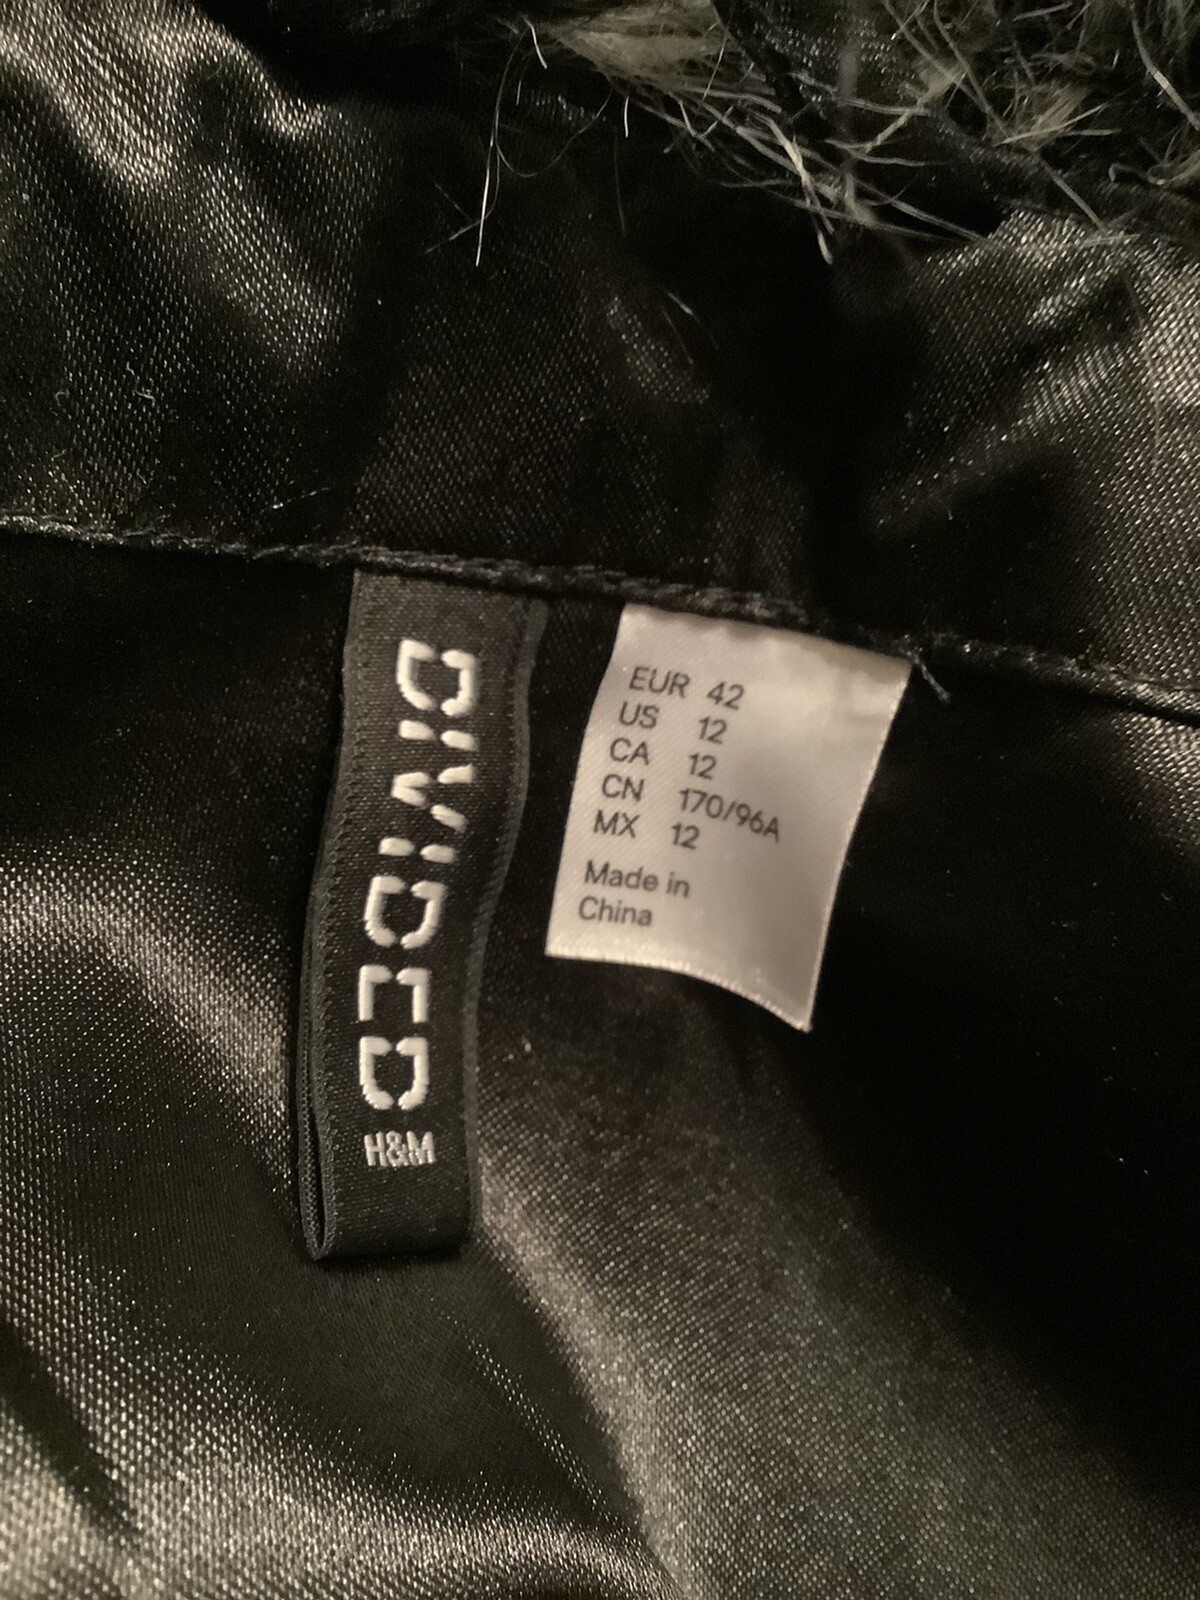 DIVIDED
H&M
EUR 42
US 12
CA 12
CN 170/96A
MX 12
Made in
China